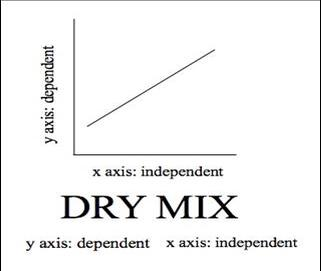 y axis: dependent
x axis: independent
DRY MIX
y axis: dependent x axis: independent